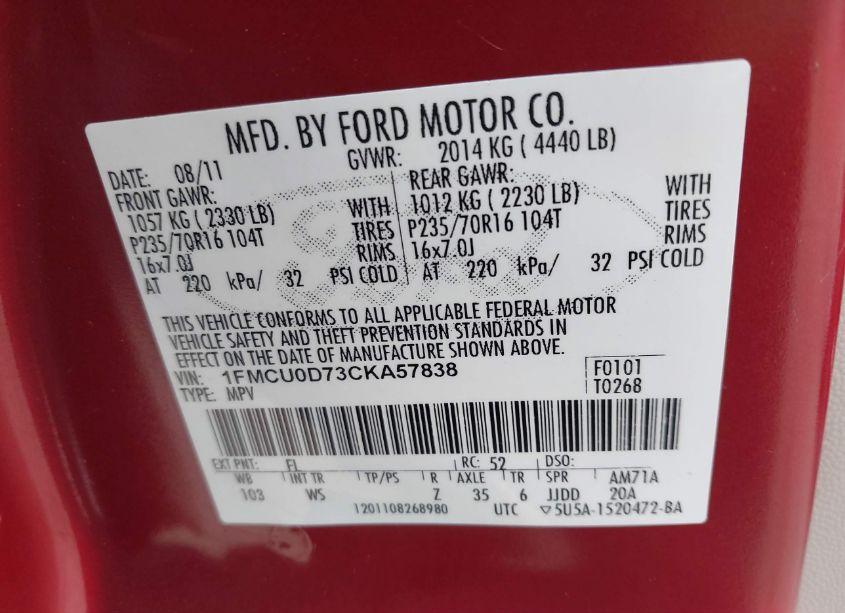 MFD. BY FORD MOTOR CO.
DATE: 08/11 GVWR: 2014 KG ( 4440 LB)
FRONT GAWR: REAR GAWR:
1057 KG ( 2330 LB) WITH 1012 KG ( 2230 LB) WITH
P235/70R16 104T TIRES P235/70R16 104T TIRES
16x7.0J RIMS 16x7.0J RIMS
AT 220 kPa/ 32 PSI COLD AT 220 kPa/ 32 PSI COLD
THIS VEHICLE CONFORMS TO ALL APPLICABLE FEDERAL MOTOR
VEHICLE SAFETY AND THEFT PREVENTION STANDARDS IN
EFFECT ON THE DATE OF MANUFACTURE SHOWN ABOVE.
VIN: 1FMCU0D73CKA57838 F0101
TYPE: MPV T0268
EXT PNT: FL RC: 52 DSO:
WB INT TR TP/PS R AXLE TR SPR AM71A
103 WS Z 35 6 JJDD 20A
1201108268980 UTC ▽5U5A-1520472-BA